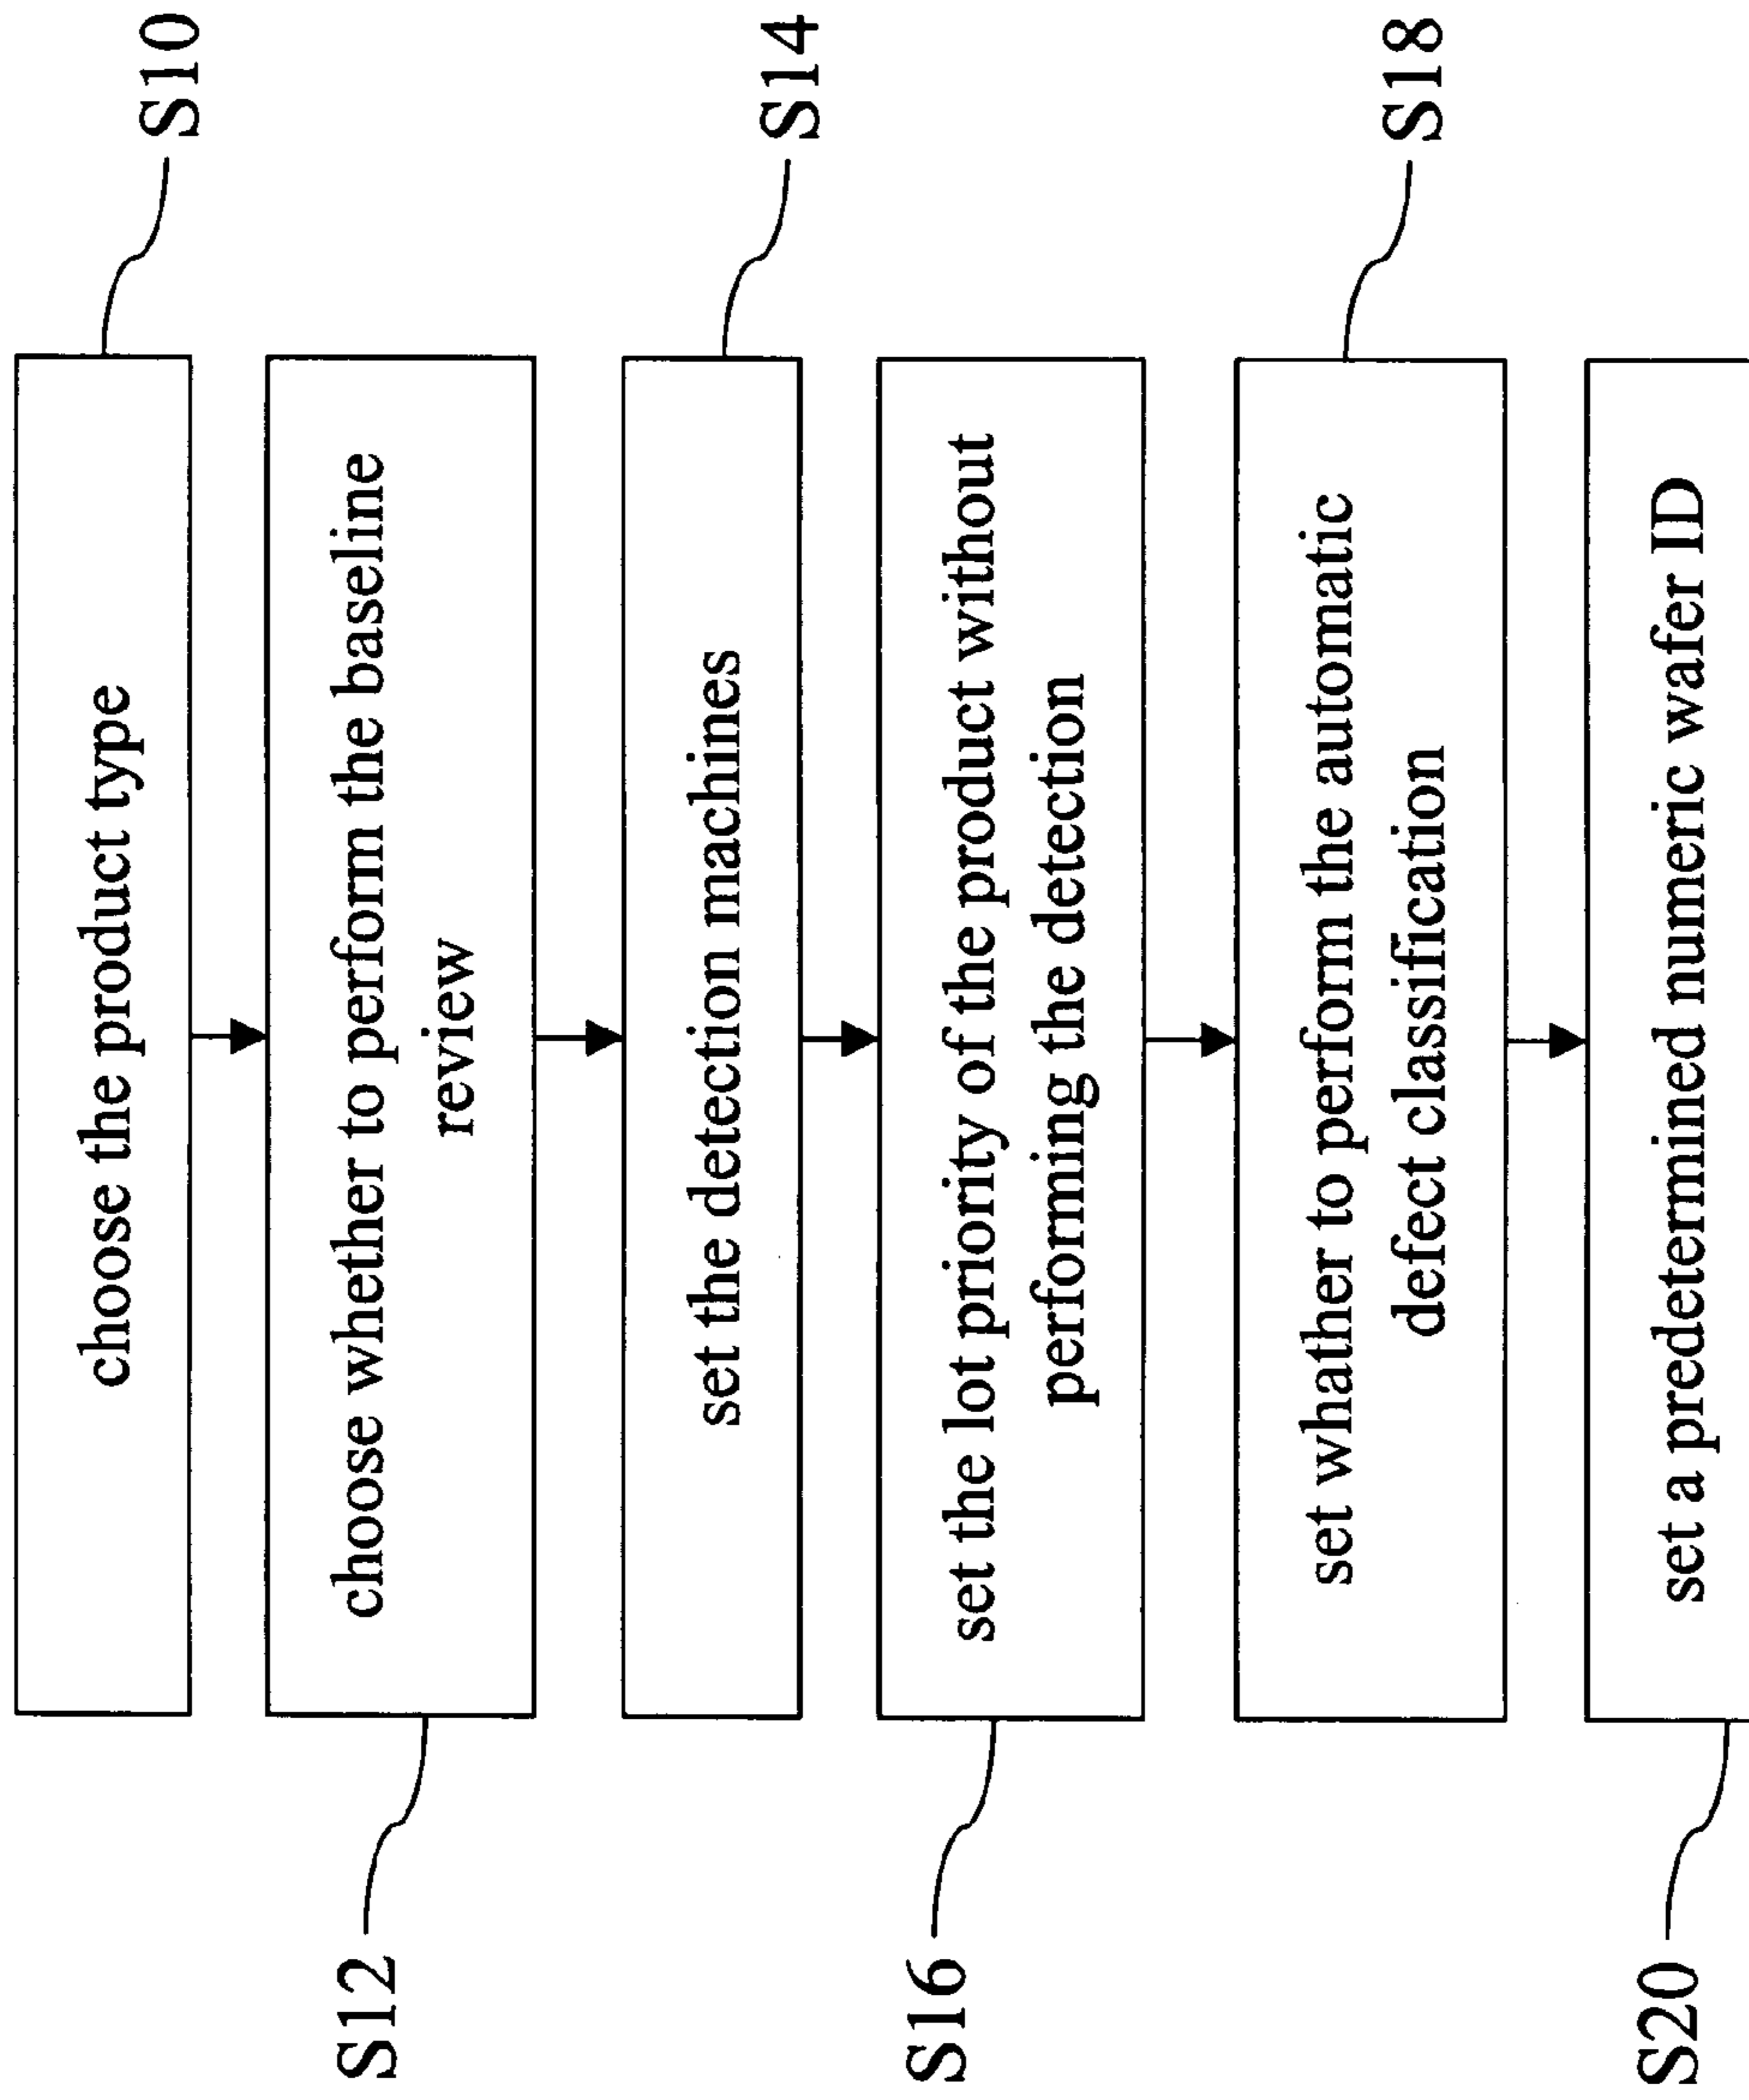 choose the product type
S10
choose whether to perform the baseline
review
S12
set the detection machines
S14
set the lot priority of the product without
performing the detection
S16
set whather to perform the automatic
defect classification
S18
set a predetermined numeric wafer ID
S20